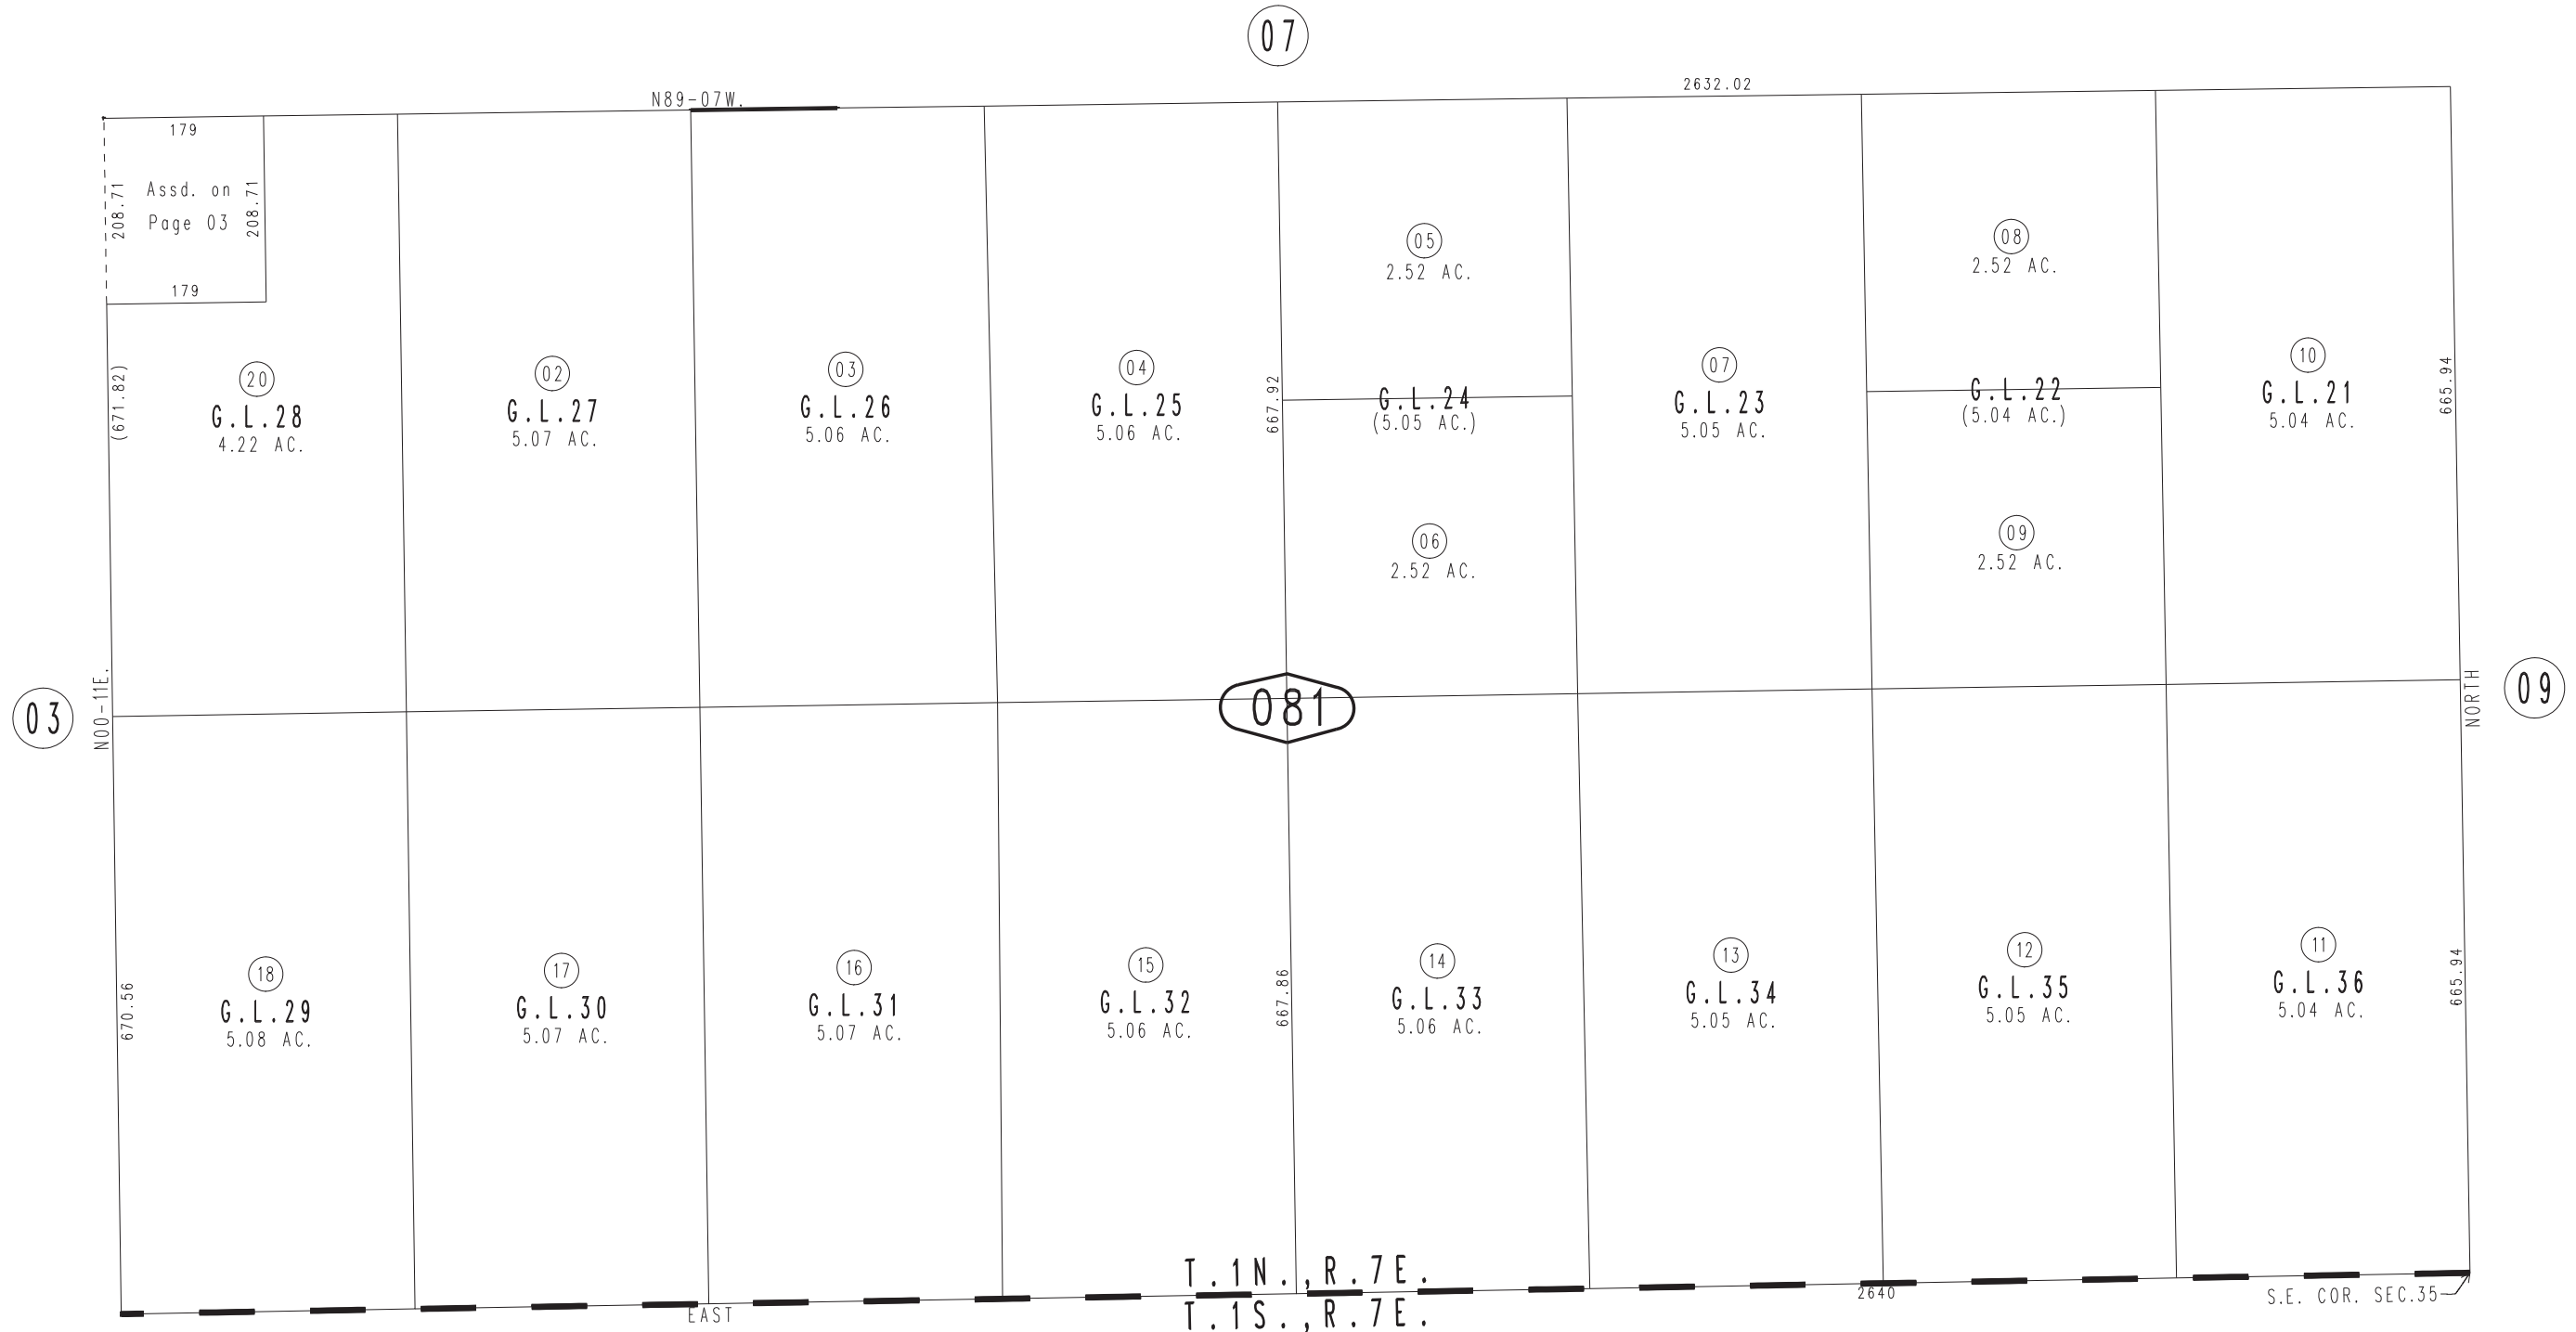 07
N89-07W.
2632.02
179
208.71
Assd. on
Page 03
208.71
179
(671.82)
20
G.L.28
4.22 AC.
02
G.L.27
5.07 AC.
03
G.L.26
5.06 AC.
04
G.L.25
5.06 AC.
667.92
05
2.52 AC.
G.L.24
(5.05 AC.)
06
2.52 AC.
07
G.L.23
5.05 AC.
08
2.52 AC.
G.L.22
(5.04 AC.)
09
2.52 AC.
10
G.L.21
5.04 AC.
665.94
03
N00-11E.
081
NORTH
09
670.56
18
G.L.29
5.08 AC.
17
G.L.30
5.07 AC.
16
G.L.31
5.07 AC.
15
G.L.32
5.06 AC.
667.86
14
G.L.33
5.06 AC.
13
G.L.34
5.05 AC.
12
G.L.35
5.05 AC.
11
G.L.36
5.04 AC.
665.94
T.1N.,R.7E.
EAST
T.1S.,R.7E.
2640
S.E. COR. SEC.35